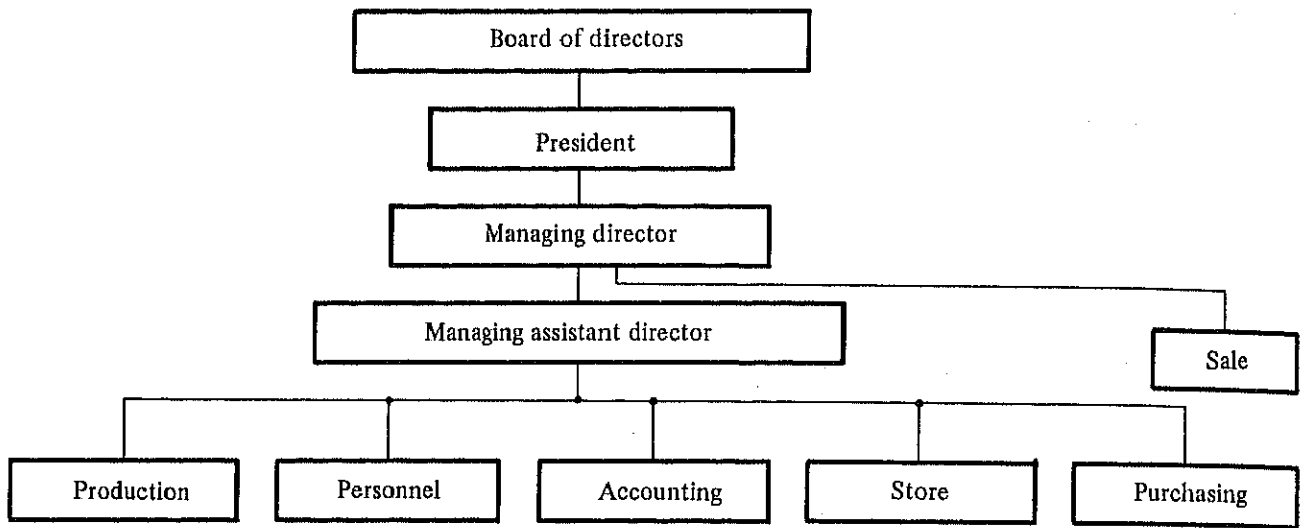 Board of directors
President
Managing director
Managing assistant director
Sale
Production
Personnel
Accounting
Store
Purchasing